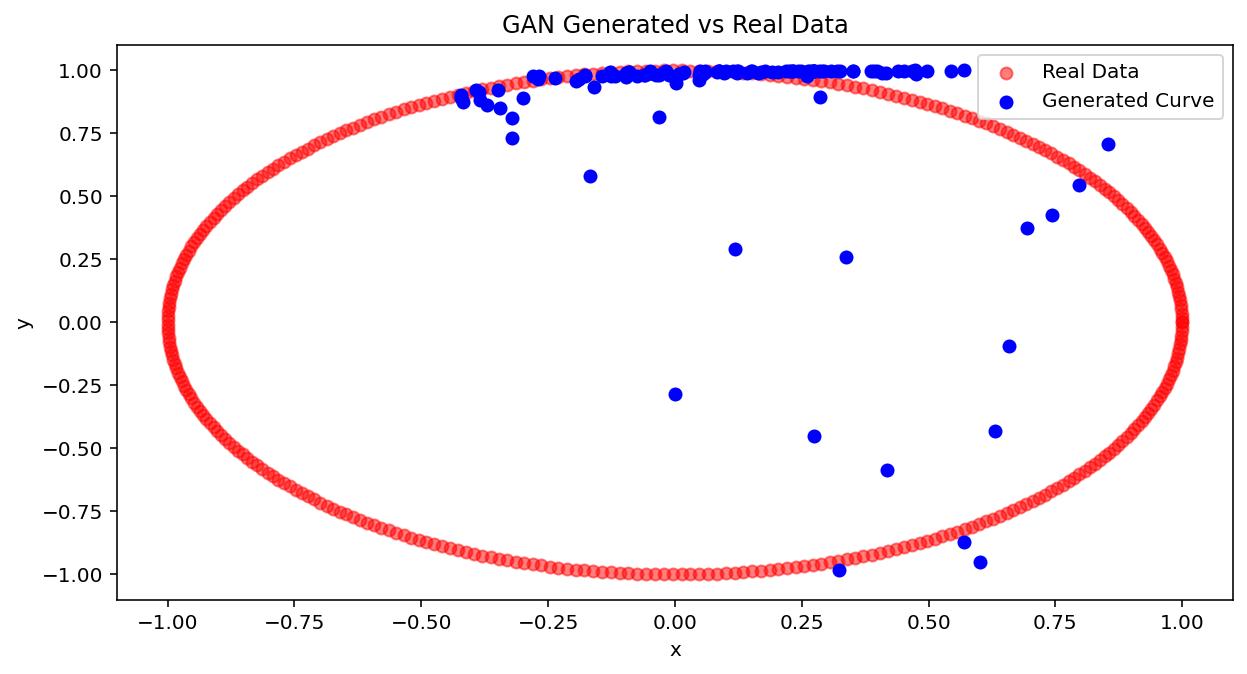 GAN Generated vs Real Data
Real Data
Generated Curve
1.00
0.75
0.50
0.25
0.00
−0.25
−0.50
−0.75
−1.00
y
−1.00 −0.75 −0.50 −0.25 0.00 0.25 0.50 0.75 1.00
x